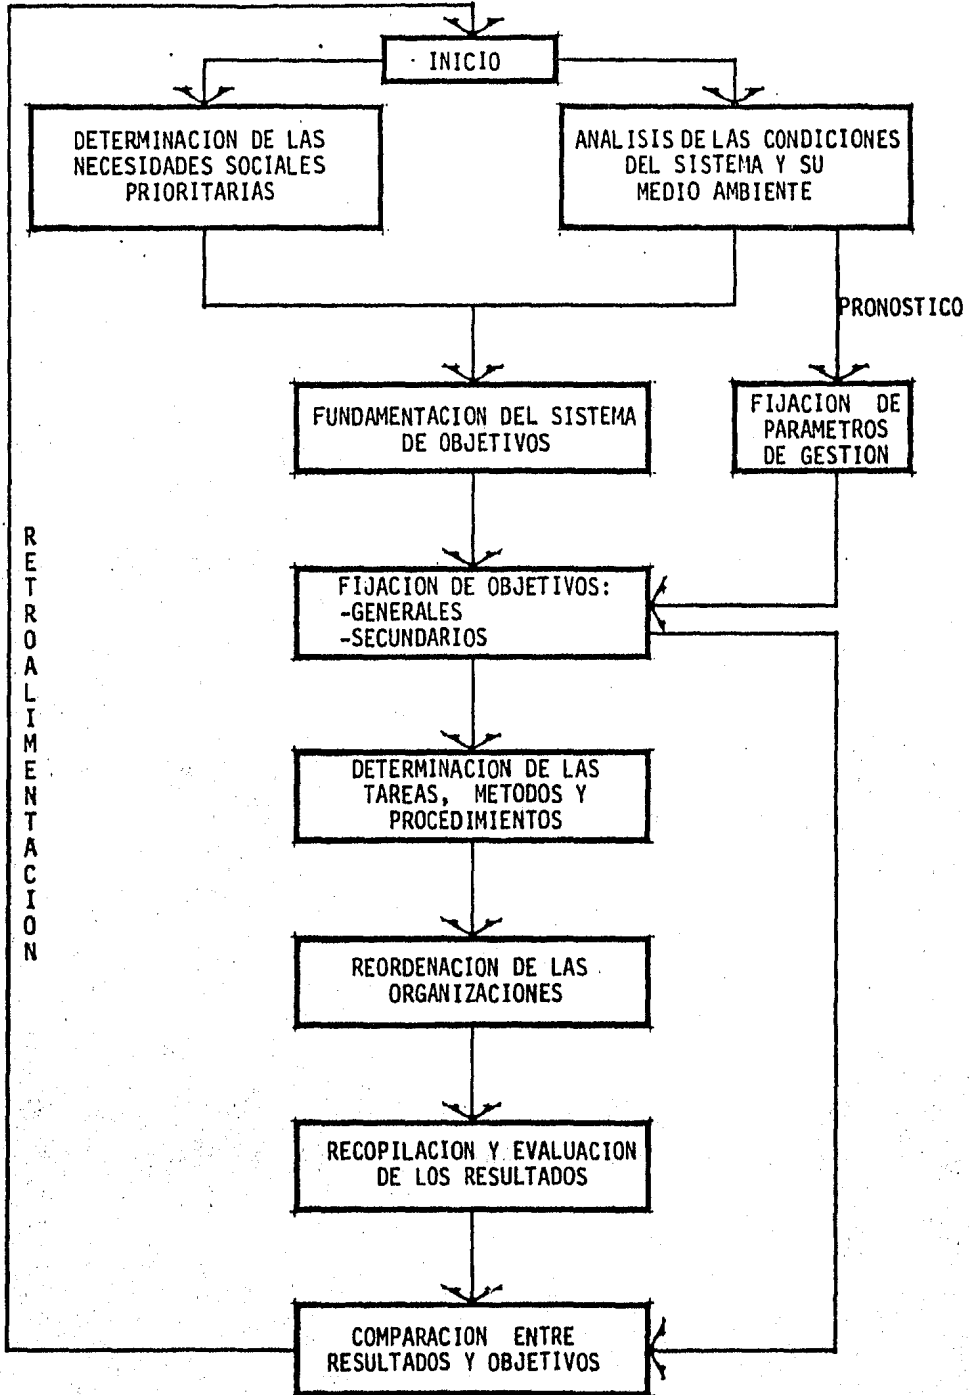 INICIO
DETERMINACION DE LAS
NECESIDADES SOCIALES
PRIORITARIAS
ANALISIS DE LAS CONDICIONES
DEL SISTEMA Y SU
MEDIO AMBIENTE
PRONOSTICO
FUNDAMENTACION DEL SISTEMA
DE OBJETIVOS
FIJACION DE
PARAMETROS
DE GESTION
RETROALIMENTACION
FIJACION DE OBJETIVOS:
-GENERALES
-SECUNDARIOS
DETERMINACION DE LAS
TAREAS, METODOS Y
PROCEDIMIENTOS
REORDENACION DE LAS
ORGANIZACIONES
RECOPILACION Y EVALUACION
DE LOS RESULTADOS
COMPARACION ENTRE
RESULTADOS Y OBJETIVOS